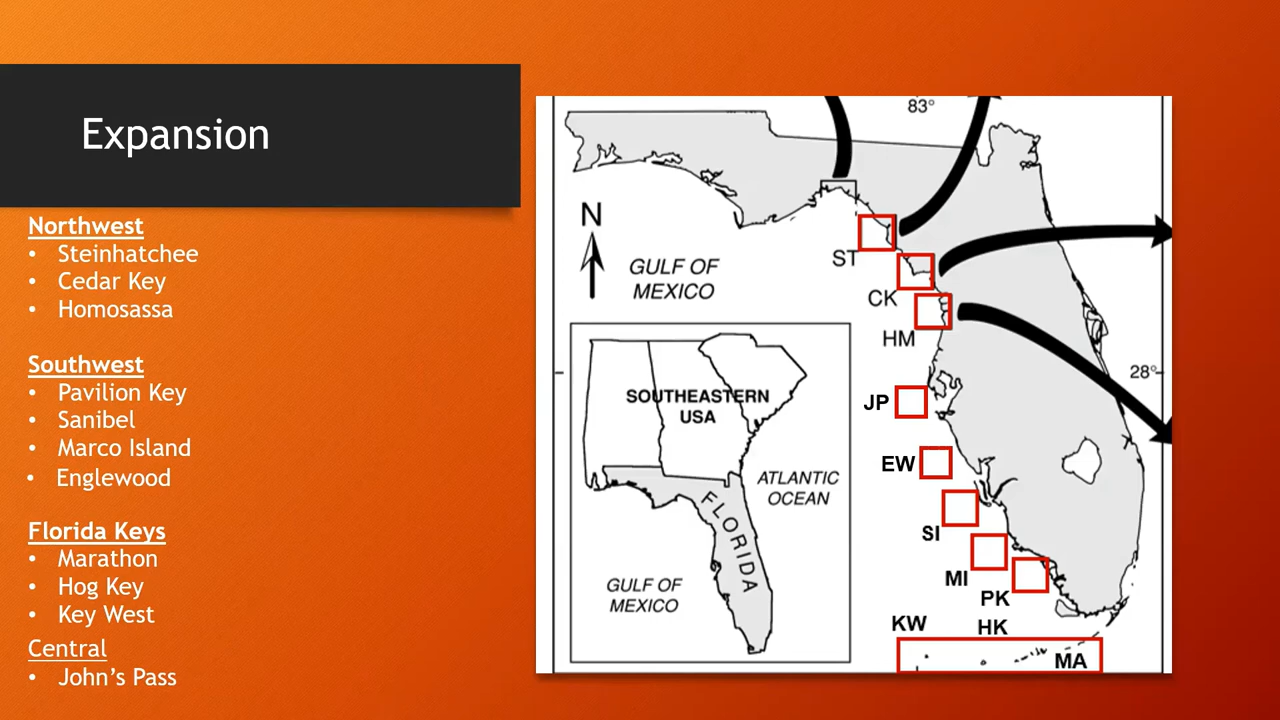 Expansion
Northwest
• Steinhatchee
• Cedar Key
• Homosassa
Southwest
• Pavilion Key
• Sanibel
• Marco Island
• Englewood
Florida Keys
• Marathon
• Hog Key
• Key West
Central
• John’s Pass
83°
N
GULF OF
MEXICO
ST
CK
HM
28°
JP
EW
SI
MI
PK
KW
HK
MA
SOUTHEASTERN
USA
ATLANTIC
OCEAN
FLORIDA
GULF OF
MEXICO